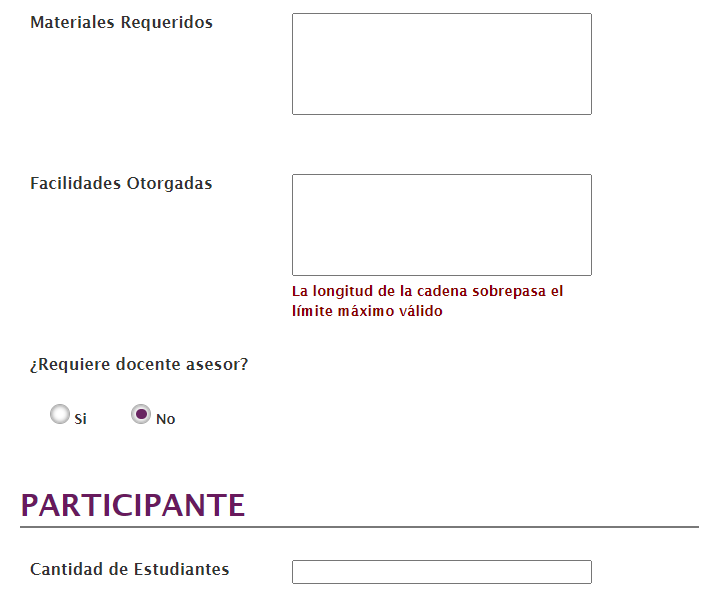 Materiales Requeridos
Facilidades Otorgadas
La longitud de la cadena sobrepasa el
límite máximo válido
¿Requiere docente asesor?
Si No
PARTICIPANTE
Cantidad de Estudiantes